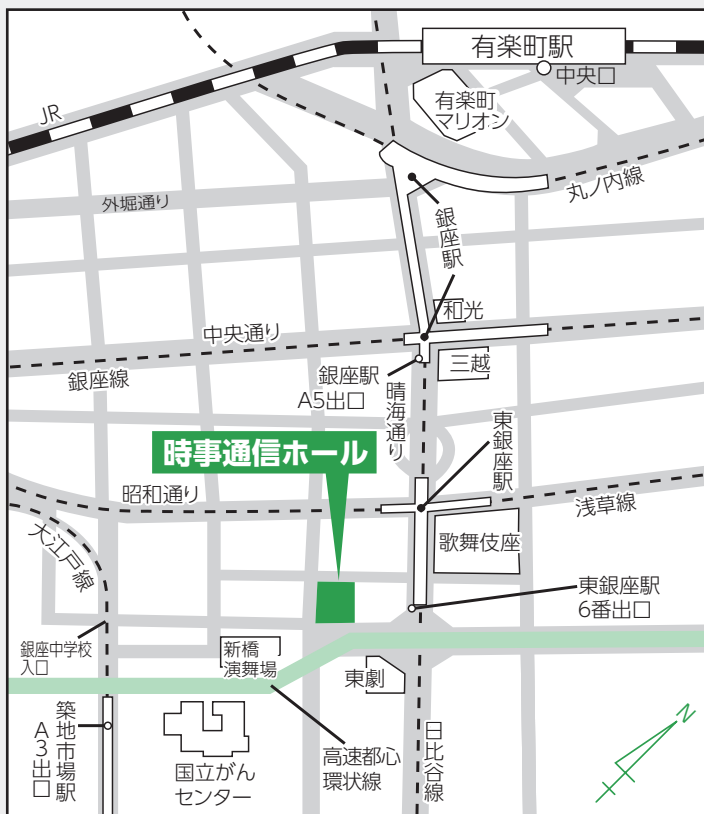 有楽町駅
中央口
JR
有楽町
マリオン
丸ノ内線
外堀通り
銀座駅
和光
中央通り
三越
銀座線
銀座駅
A5出口
晴海通り
東銀座駅
時事通信ホール
昭和通り
浅草線
大江戸線
歌舞伎座
東銀座駅
6番出口
銀座中学校
入口
新橋
演舞場
東劇
築地市場駅
A3出口
国立がん
センター
高速都心
環状線
日比谷線
N